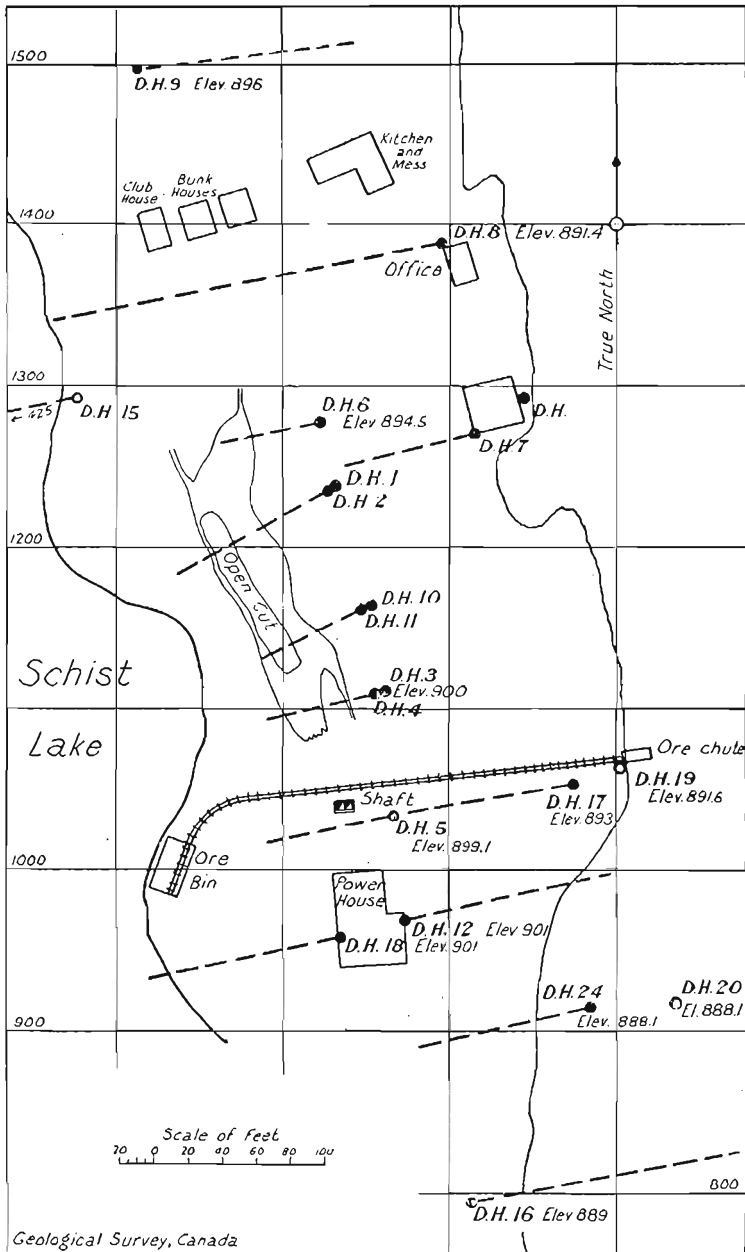 1500
D.H.9 Elev. 896
Kitchen
and
Mess
Bunk
Houses
Club
House
1400
D.H.8 Elev. 891.4
Office
True North
1300
425
D.H 15
D.H.6
Elev 894.5
D.H.
D.H.7
D.H.1
D.H 2
1200
Open Cut
D.H.10
D.H.11
Schist
Lake
D.H.3
Elev. 900
D.H.4
Ore chute
Shaft
D.H.19
Elev. 891.6
D.H.17
Elev. 893
D.H.5
Elev. 899.1
1000
Ore
Bin
Power
House
D.H.12 Elev 901
D.H.18 Elev. 901
D.H.24
Elev. 888.1
D.H.20
El. 888.1
900
Scale of Feet
20 0 20 40 60 80 100
800
D.H.16 Elev 889
Geological Survey, Canada